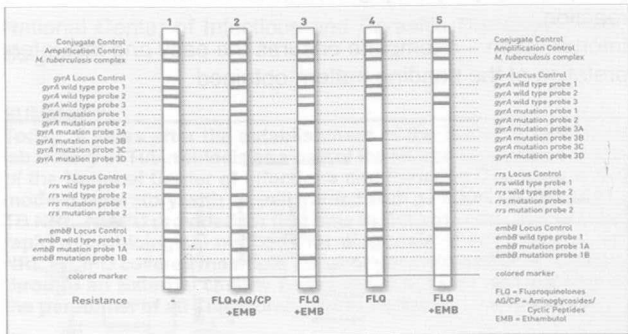 1 2 3 4 5
Conjugate Control
Amplification Control
M. tuberculosis complex
gyrA Locus Control
gyrA wild type probe 1
gyrA wild type probe 2
gyrA wild type probe 3
gyrA mutation probe 1
gyrA mutation probe 2
gyrA mutation probe 3A
gyrA mutation probe 3B
gyrA mutation probe 3C
gyrA mutation probe 3D
rrs Locus Control
rrs wild type probe 1
rrs wild type probe 2
rrs mutation probe 1
rrs mutation probe 2
embB Locus Control
embB wild type probe 1
embB mutation probe 1A
embB mutation probe 1B
colored marker
Resistance - FLQ+AG/CP +EMB FLQ +EMB FLQ FLQ +EMB
Conjugate Control
Amplification Control
M. tuberculosis complex
gyrA Locus Control
gyrA wild type probe 1
gyrA wild type probe 2
gyrA wild type probe 3
gyrA mutation probe 1
gyrA mutation probe 2
gyrA mutation probe 3A
gyrA mutation probe 3B
gyrA mutation probe 3C
gyrA mutation probe 3D
rrs Locus Control
rrs wild type probe 1
rrs wild type probe 2
rrs mutation probe 1
rrs mutation probe 2
embB Locus Control
embB wild type probe 1
embB mutation probe 1A
embB mutation probe 1B
colored marker
FLQ = Fluoroquinolones
AG/CP = Aminoglycosides/
Cyclic Peptides
EMB = Ethambutol